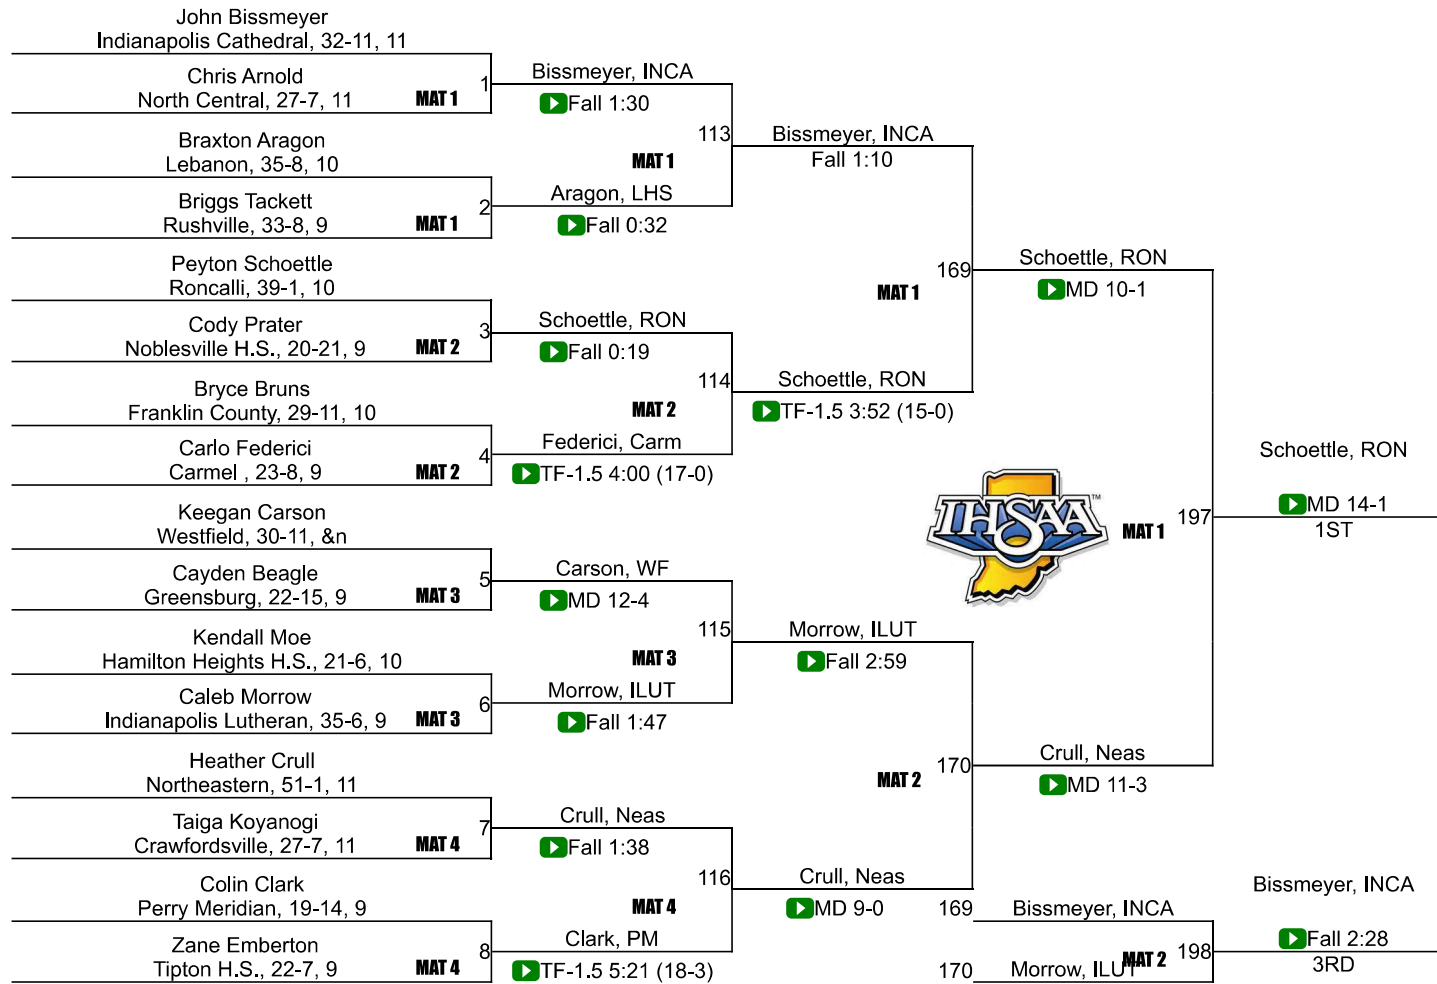 John Bissmeyer
Indianapolis Cathedral, 32-11, 11
Chris Arnold
North Central, 27-7, 11
MAT 1
1
Braxton Aragon
Lebanon, 35-8, 10
Briggs Tackett
Rushville, 33-8, 9
MAT 1
2
Peyton Schoettle
Roncalli, 39-1, 10
Cody Prater
Noblesville H.S., 20-21, 9
MAT 2
3
Bryce Bruns
Franklin County, 29-11, 10
Carlo Federici
Carmel , 23-8, 9
MAT 2
4
Keegan Carson
Westfield, 30-11, &n
Cayden Beagle
Greensburg, 22-15, 9
MAT 3
5
Kendall Moe
Hamilton Heights H.S., 21-6, 10
Caleb Morrow
Indianapolis Lutheran, 35-6, 9
MAT 3
6
Heather Crull
Northeastern, 51-1, 11
Taiga Koyanogi
Crawfordsville, 27-7, 11
MAT 4
7
Colin Clark
Perry Meridian, 19-14, 9
Zane Emberton
Tipton H.S., 22-7, 9
MAT 4
8
Bissmeyer, INCA
Fall 1:30
113
MAT 1
Aragon, LHS
Fall 0:32
Schoettle, RON
Fall 0:19
114
MAT 2
Federici, Carm
TF-1.5 4:00 (17-0)
Carson, WF
MD 12-4
115
MAT 3
Morrow, ILUT
Fall 1:47
Crull, Neas
Fall 1:38
116
MAT 4
Clark, PM
TF-1.5 5:21 (18-3)
Bissmeyer, INCA
Fall 1:10
169
MAT 1
Schoettle, RON
TF-1.5 3:52 (15-0)
Morrow, ILUT
Fall 2:59
170
MAT 2
Crull, Neas
MD 9-0
Schoettle, RON
MD 10-1
IHSAA™
MAT 1
197
Crull, Neas
MD 11-3
Schoettle, RON
MD 14-1
1ST
169
Bissmeyer, INCA
MAT 2
198
170
Morrow, ILUT
Bissmeyer, INCA
Fall 2:28
3RD